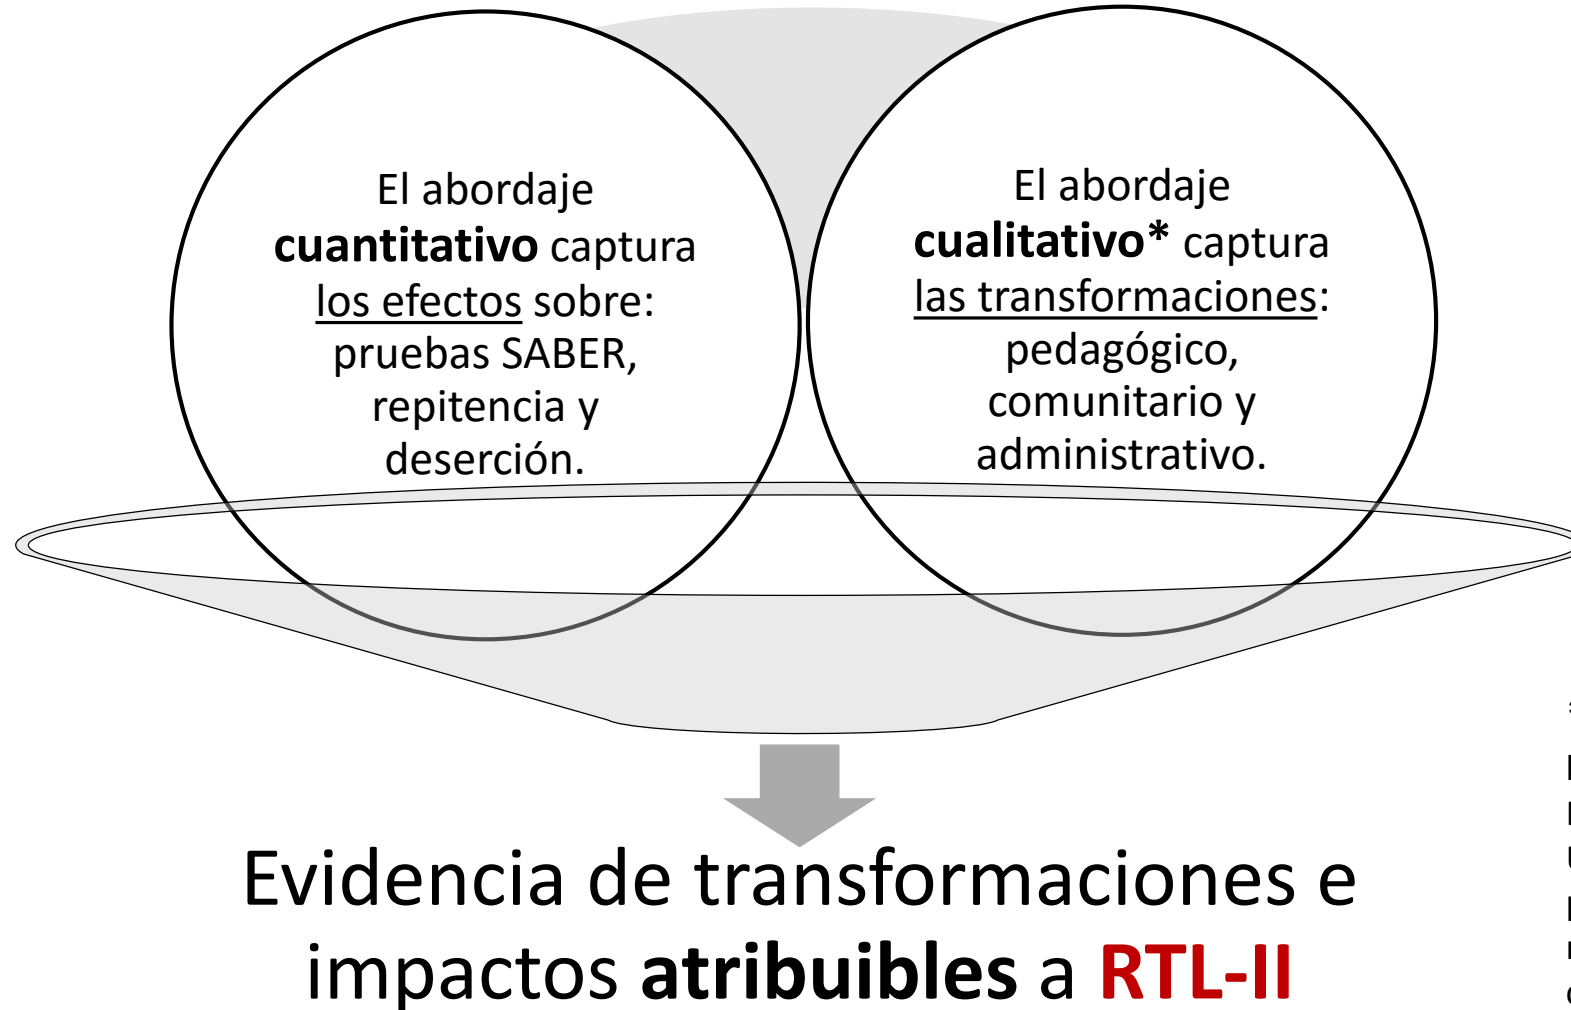 El abordaje
cuantitativo captura
los efectos sobre:
pruebas SABER,
repitencia y
deserción.
El abordaje
cualitativo* captura
las transformaciones:
pedagógico,
comunitario y
administrativo.
Evidencia de transformaciones e
impactos atribuibles a RTL-II